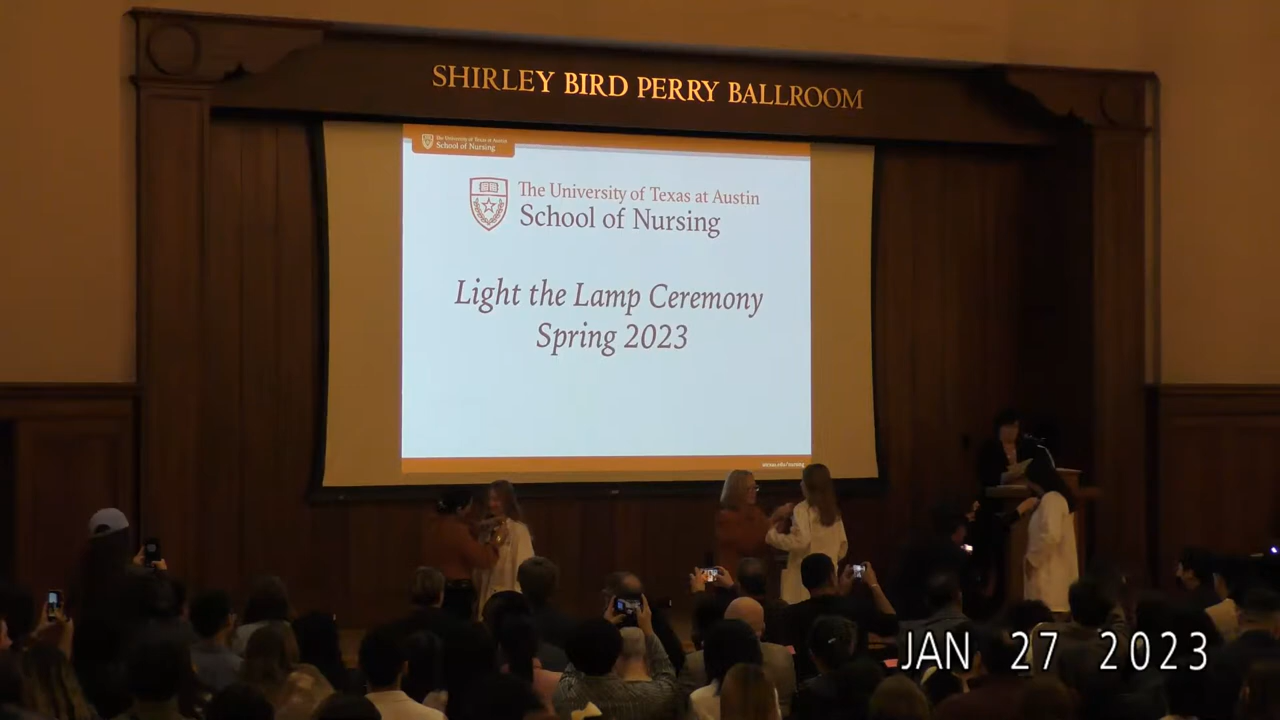 SHIRLEY BIRD PERRY BALLROOM
The University of Texas at Austin
School of Nursing
The University of Texas at Austin
School of Nursing
Light the Lamp Ceremony
Spring 2023
JAN 27 2023